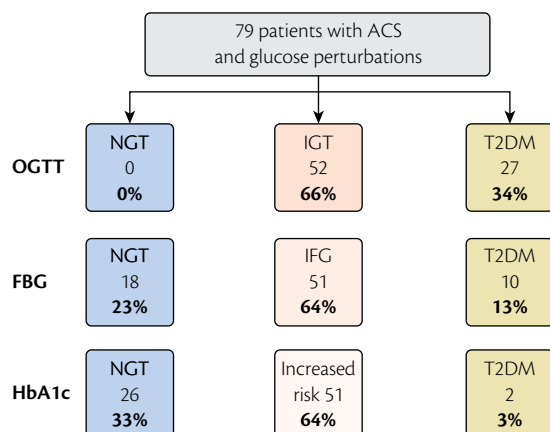 79 patients with ACS
and glucose perturbations
OGTT
NGT
0
0%
IGT
52
66%
T2DM
27
34%
FBG
NGT
18
23%
IFG
51
64%
T2DM
10
13%
HbA1c
NGT
26
33%
Increased
risk 51
64%
T2DM
2
3%